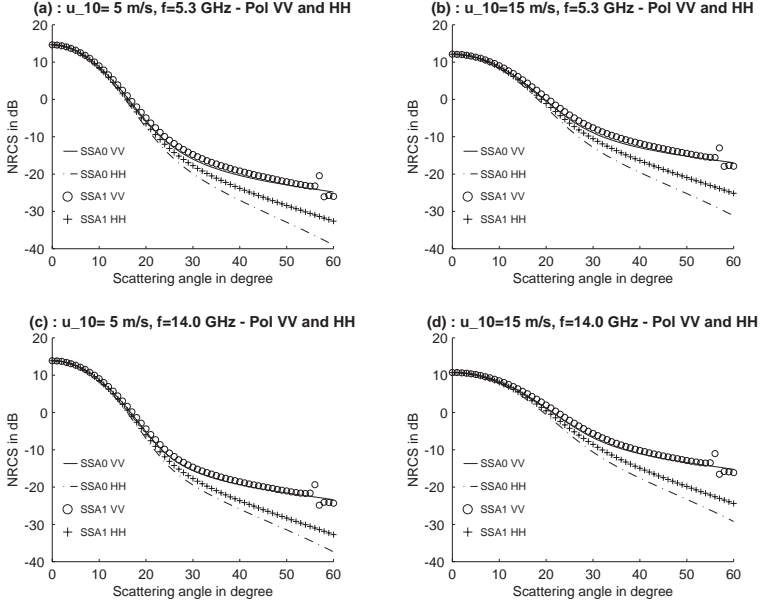 (a) : u_10= 5 m/s, f=5.3 GHz - Pol VV and HH
20
10
0
-10
-20
-30
-40
NRCS in dB
SSA0 VV
SSA0 HH
SSA1 VV
SSA1 HH
0 10 20 30 40 50 60
Scattering angle in degree
(b) : u_10=15 m/s, f=5.3 GHz - Pol VV and HH
20
10
0
-10
-20
-30
-40
NRCS in dB
SSA0 VV
SSA0 HH
SSA1 VV
SSA1 HH
0 10 20 30 40 50 60
Scattering angle in degree
(c) : u_10= 5 m/s, f=14.0 GHz - Pol VV and HH
20
10
0
-10
-20
-30
-40
NRCS in dB
SSA0 VV
SSA0 HH
SSA1 VV
SSA1 HH
0 10 20 30 40 50 60
Scattering angle in degree
(d) : u_10=15 m/s, f=14.0 GHz - Pol VV and HH
20
10
0
-10
-20
-30
-40
NRCS in dB
SSA0 VV
SSA0 HH
SSA1 VV
SSA1 HH
0 10 20 30 40 50 60
Scattering angle in degree